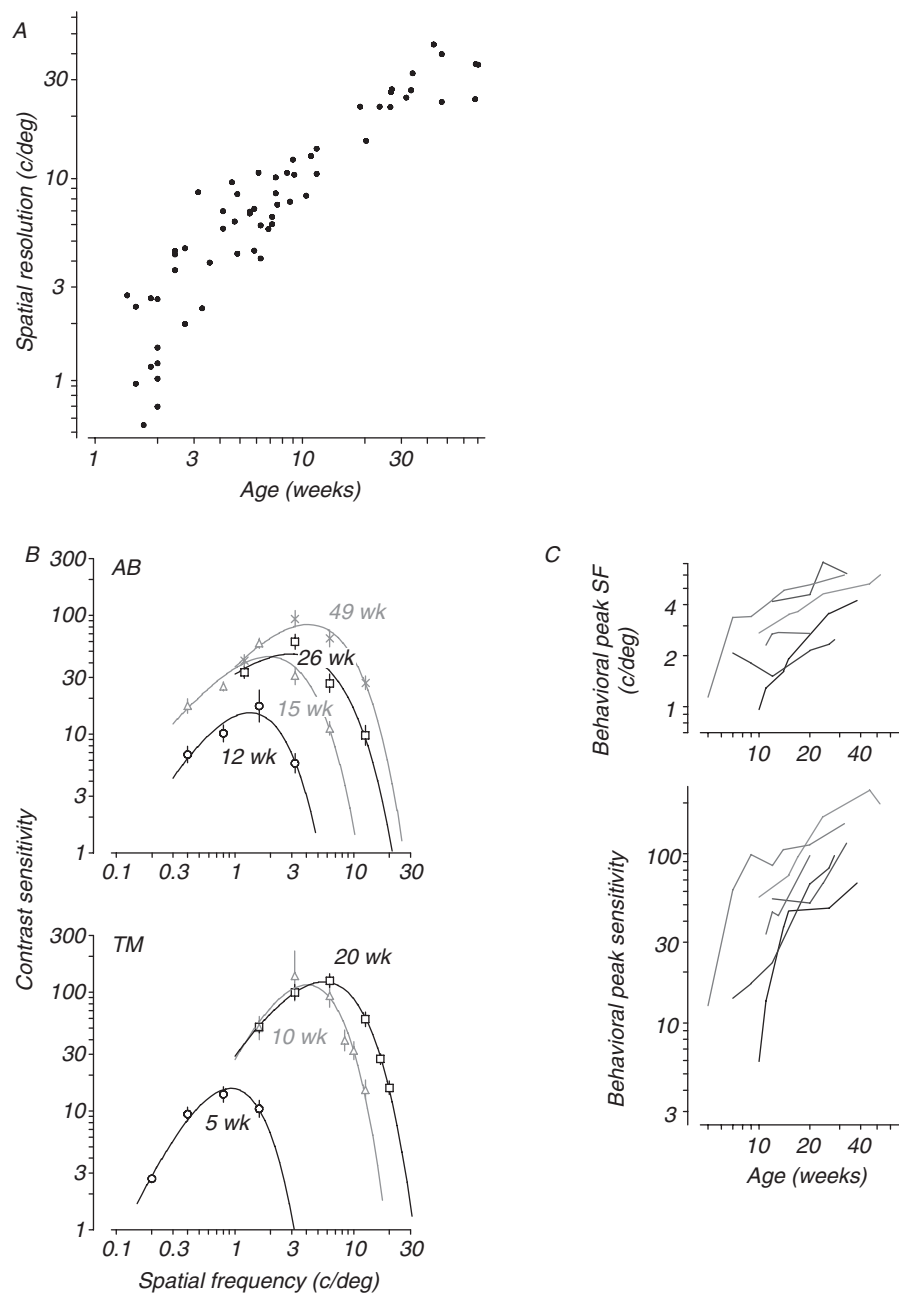 A
Spatial resolution (c/deg)
30
10
3
1
1 3 10 30
Age (weeks)
B
AB
Contrast sensitivity
300
100
30
10
3
1
49 wk
26 wk
15 wk
12 wk
0.1 0.3 1 3 10 30
TM
300
100
30
10
3
1
20 wk
10 wk
5 wk
0.1 0.3 1 3 10 30
Spatial frequency (c/deg)
C
Behavioral peak SF
(c/deg)
4
2
1
10 20 40
Behavioral peak sensitivity
100
30
10
3
10 20 40
Age (weeks)